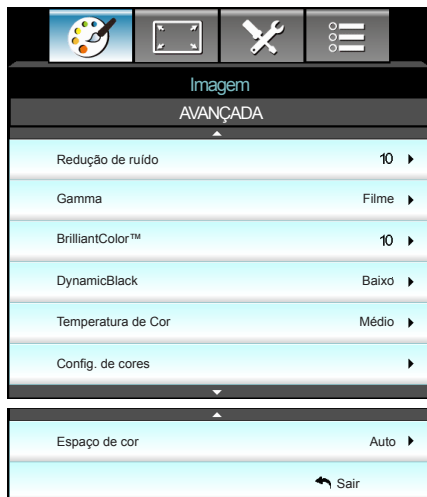 Imagem
AVANÇADA
Redução de ruído 10
Gamma Filme
BrilliantColor™ 10
DynamicBlack Baixo
Temperatura de Cor Médio
Config. de cores
Espaço de cor Auto
Sair